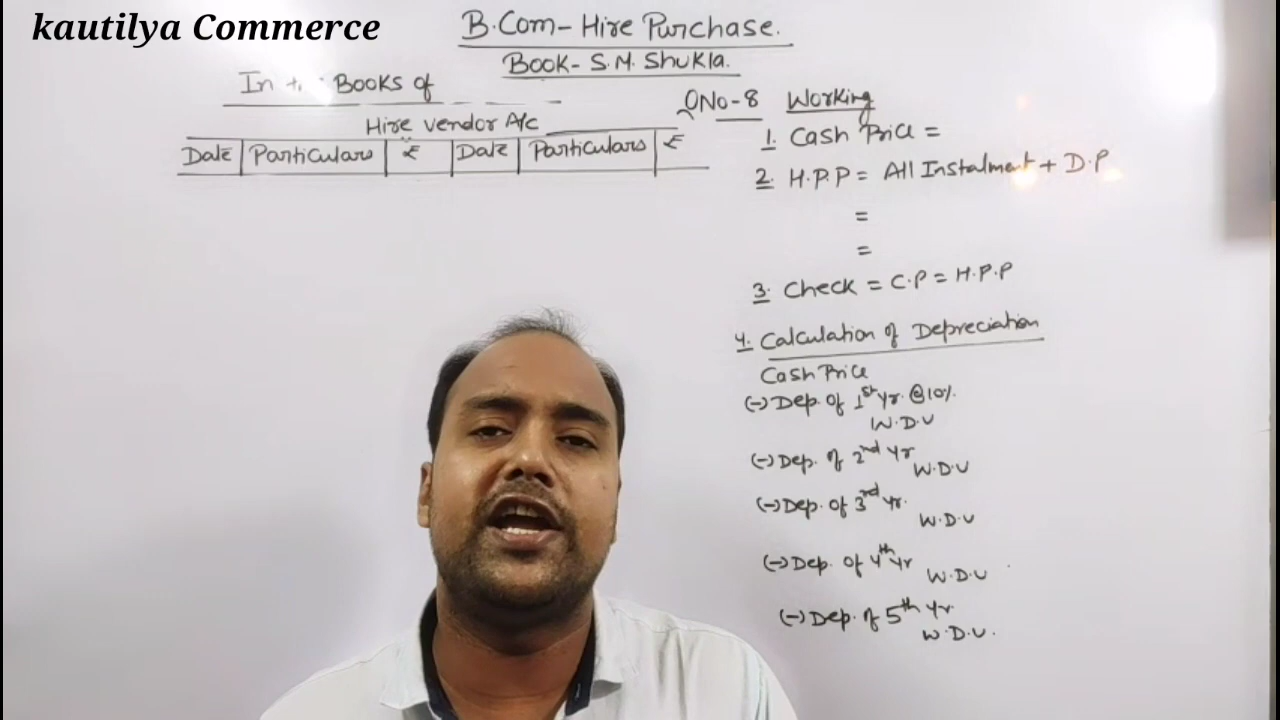 kautilya Commerce
B.Com- Hire Purchase.
Book- S.M. Shukla.
In Books of
Hire vendor A/c
Date Particulars ₹ Date Particulars ₹
QNo-8 Working
1. Cash Price =
2. H.P.P = All Instalment + D.P
=
=
3. Check = C.P = H.P.P
4. Calculation of Depreciation
Cash Price
(-) Dep. of 1st Yr. @10%.
W.D.V
(-) Dep. of 2nd Yr
W.D.V
(-) Dep. of 3rd Yr.
W.D.V
(-) Dep. of 4th Yr
W.D.V
(-) Dep. of 5th Yr.
W.D.V.